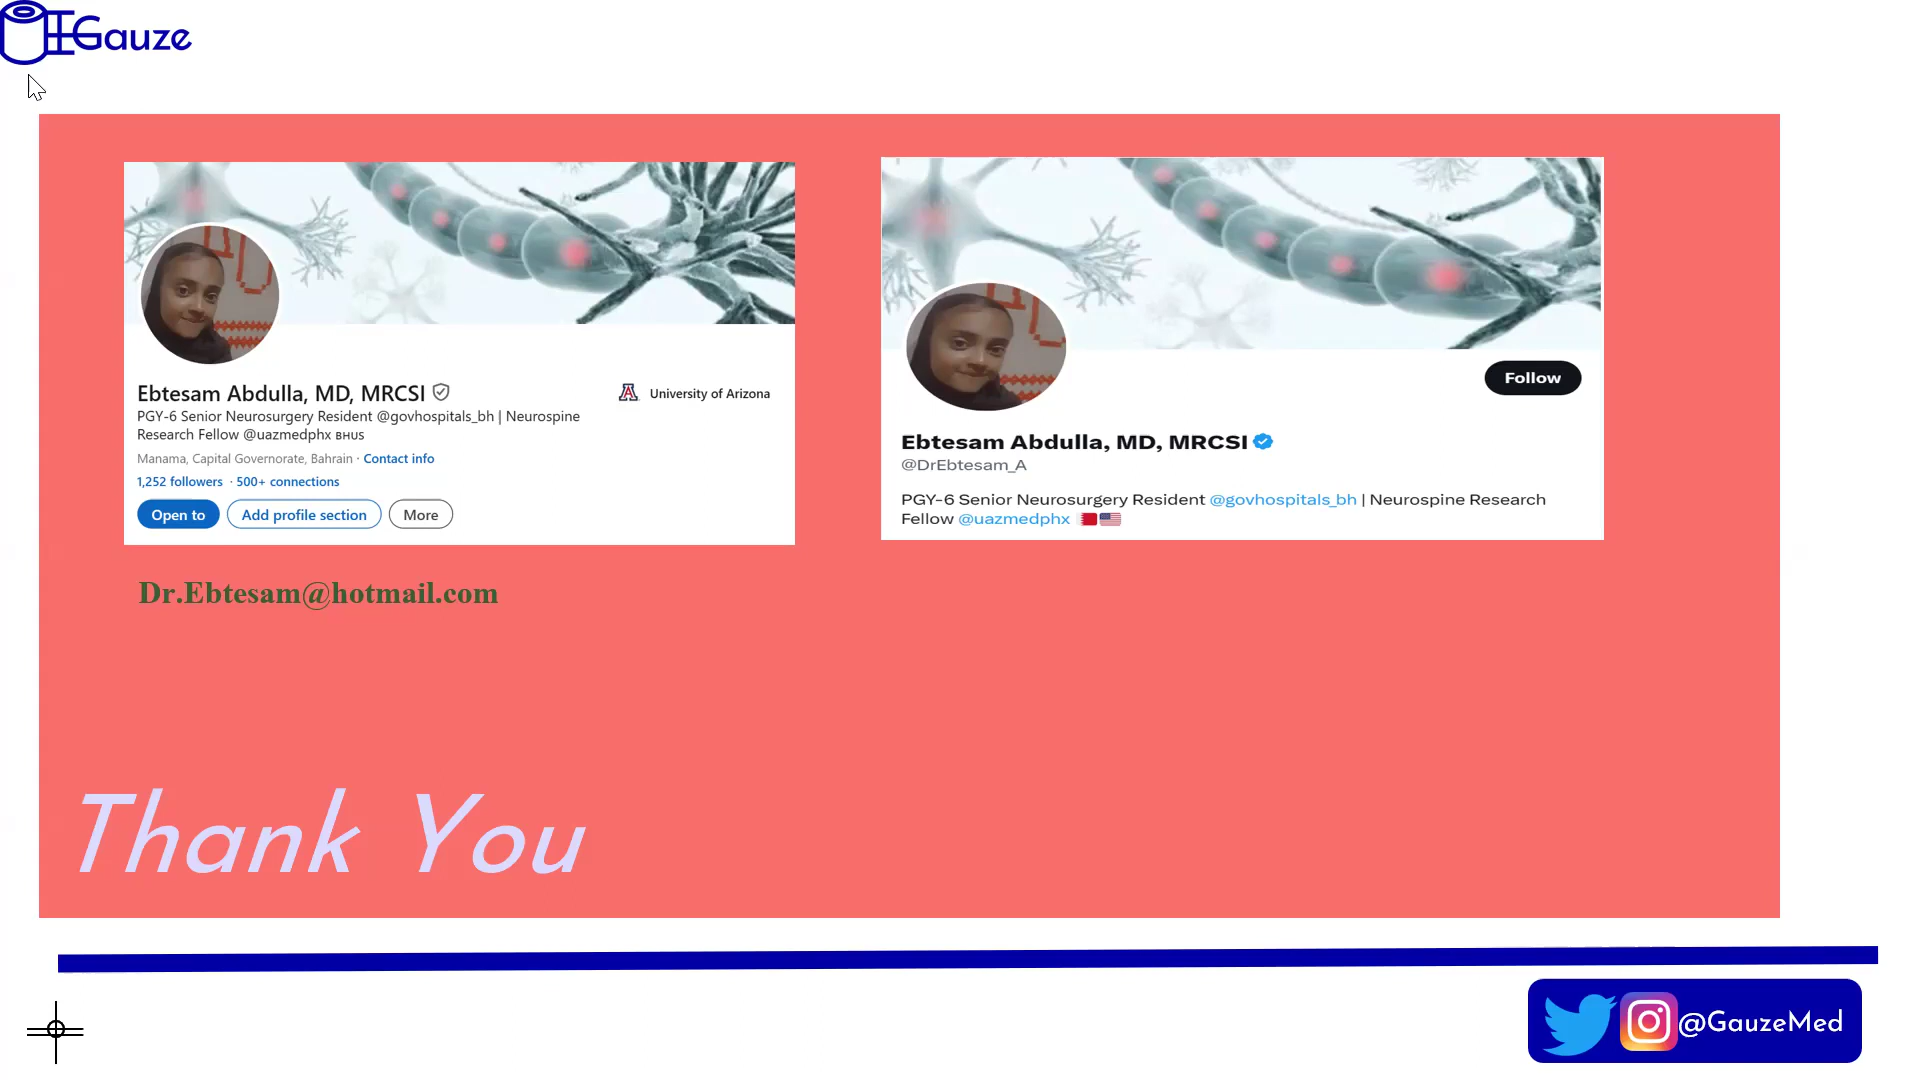 Gauze
Ebtesam Abdulla, MD, MRCSI
University of Arizona
PGY-6 Senior Neurosurgery Resident @govhospitals_bh | Neurospine
Research Fellow @uazmedphx ʙʜᴜs
Manama, Capital Governorate, Bahrain · Contact info
1,252 followers · 500+ connections
Open to
Add profile section
More
Follow
Ebtesam Abdulla, MD, MRCSI
@DrEbtesam_A
PGY-6 Senior Neurosurgery Resident @govhospitals_bh | Neurospine Research
Fellow @uazmedphx
Dr.Ebtesam@hotmail.com
Thank You
@GauzeMed